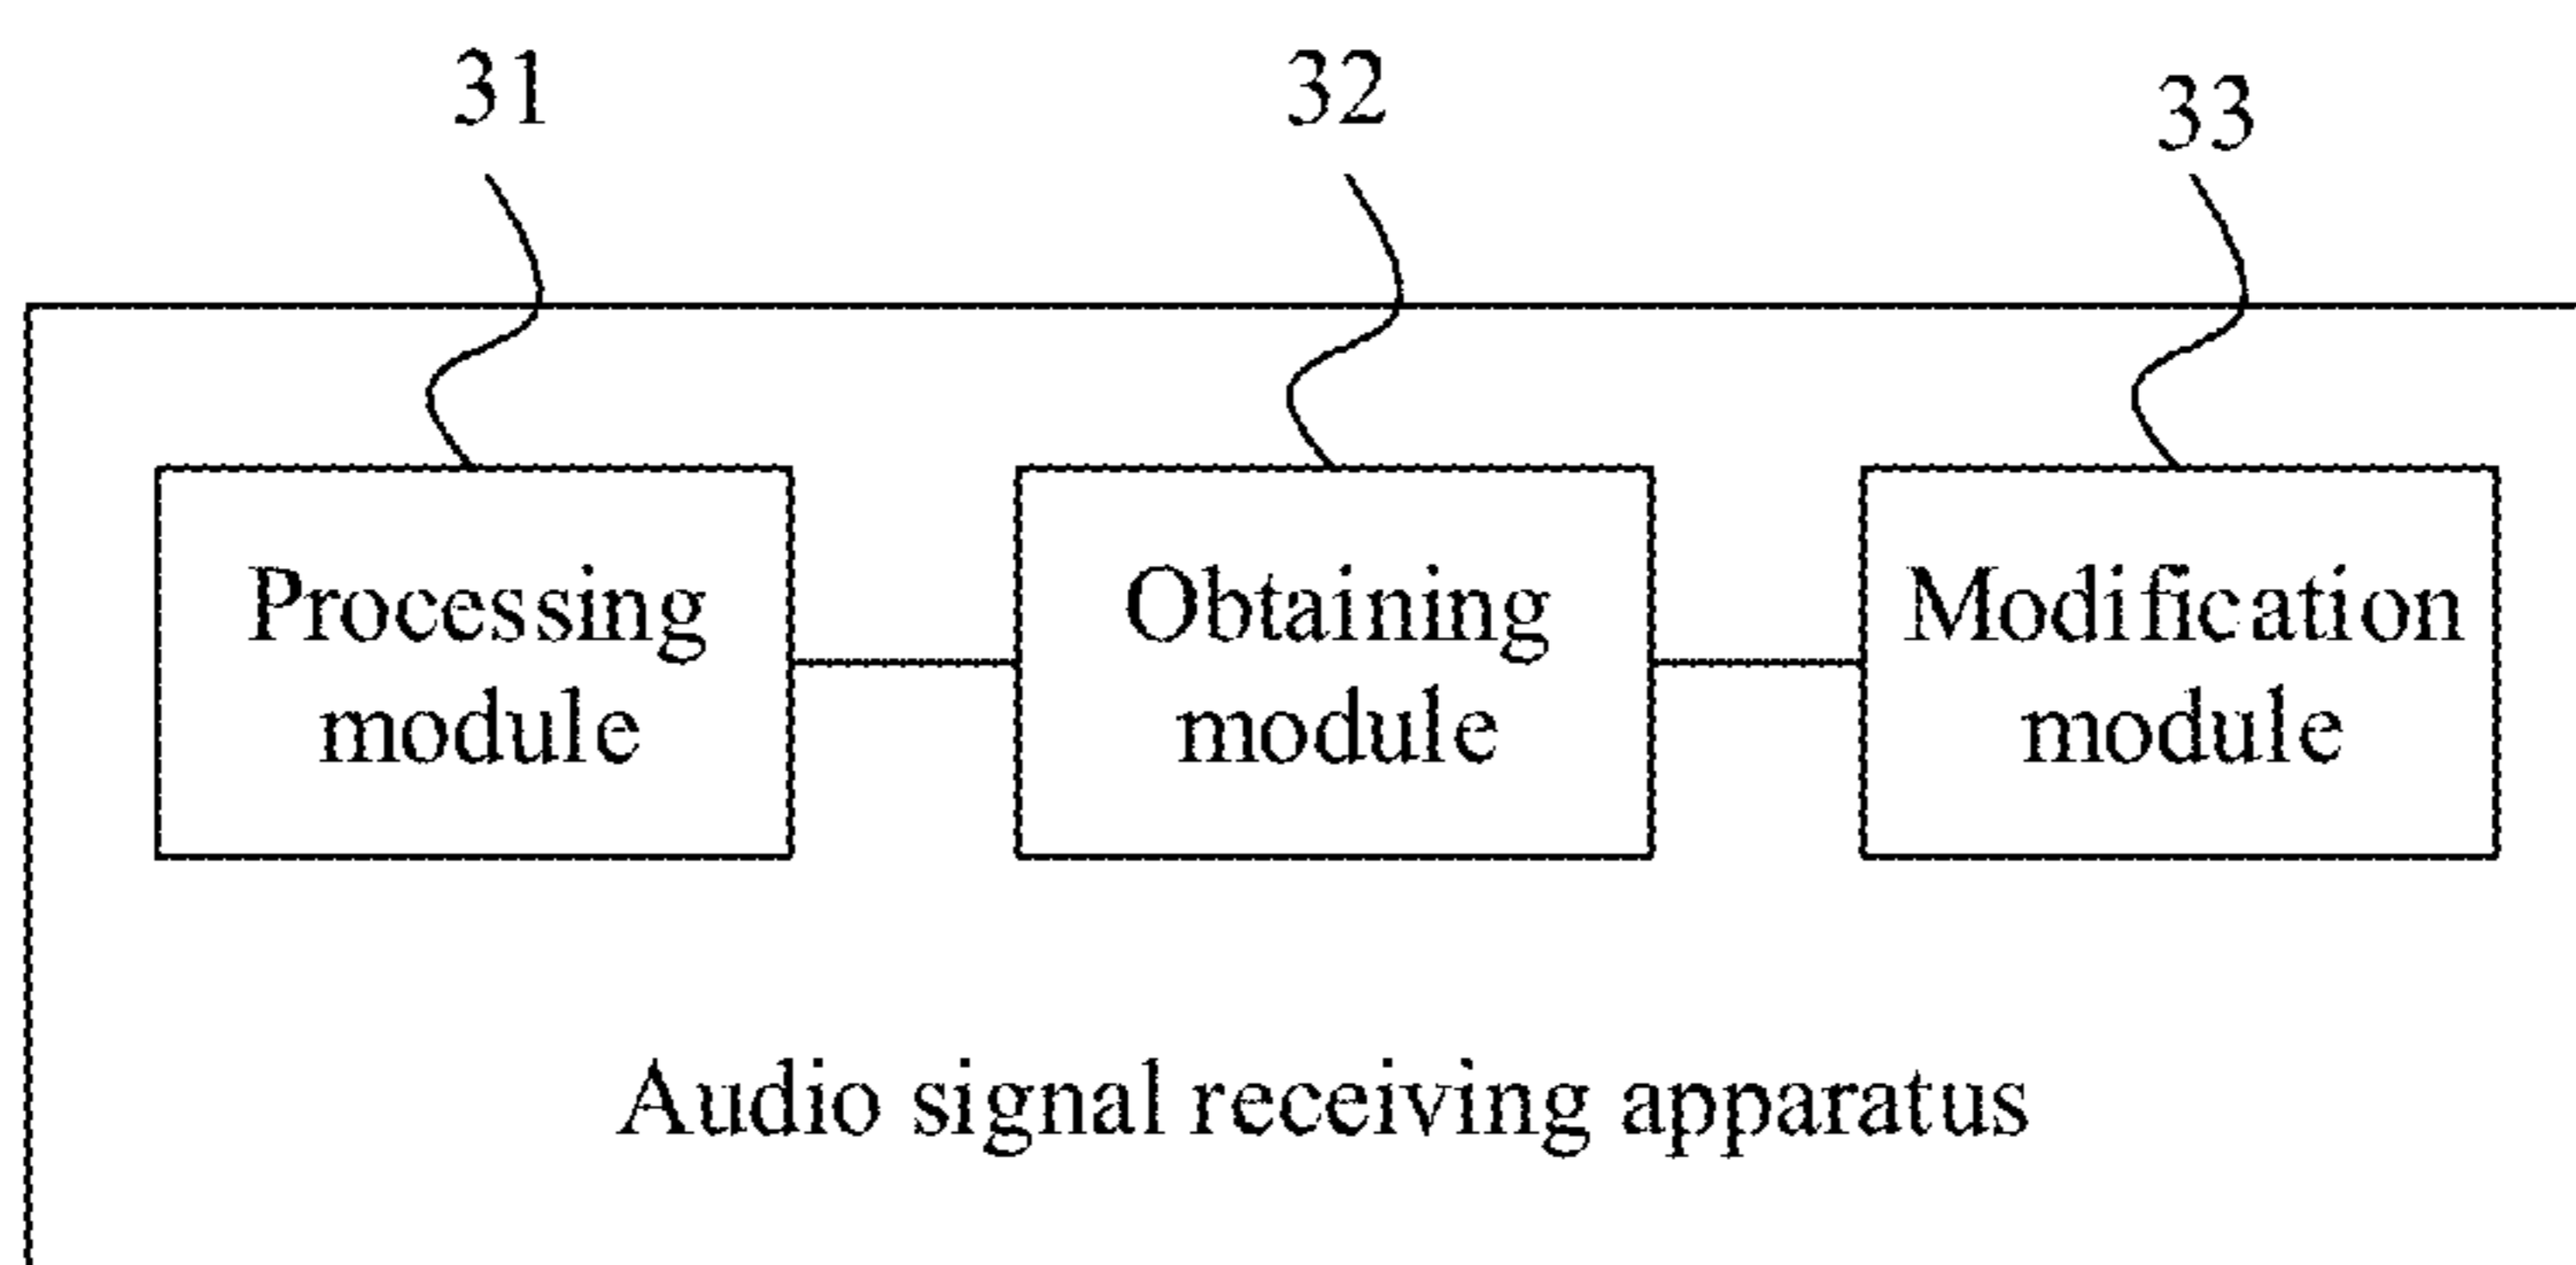 31
32
33
Processing
module
Obtaining
module
Modification
module
Audio signal receiving apparatus